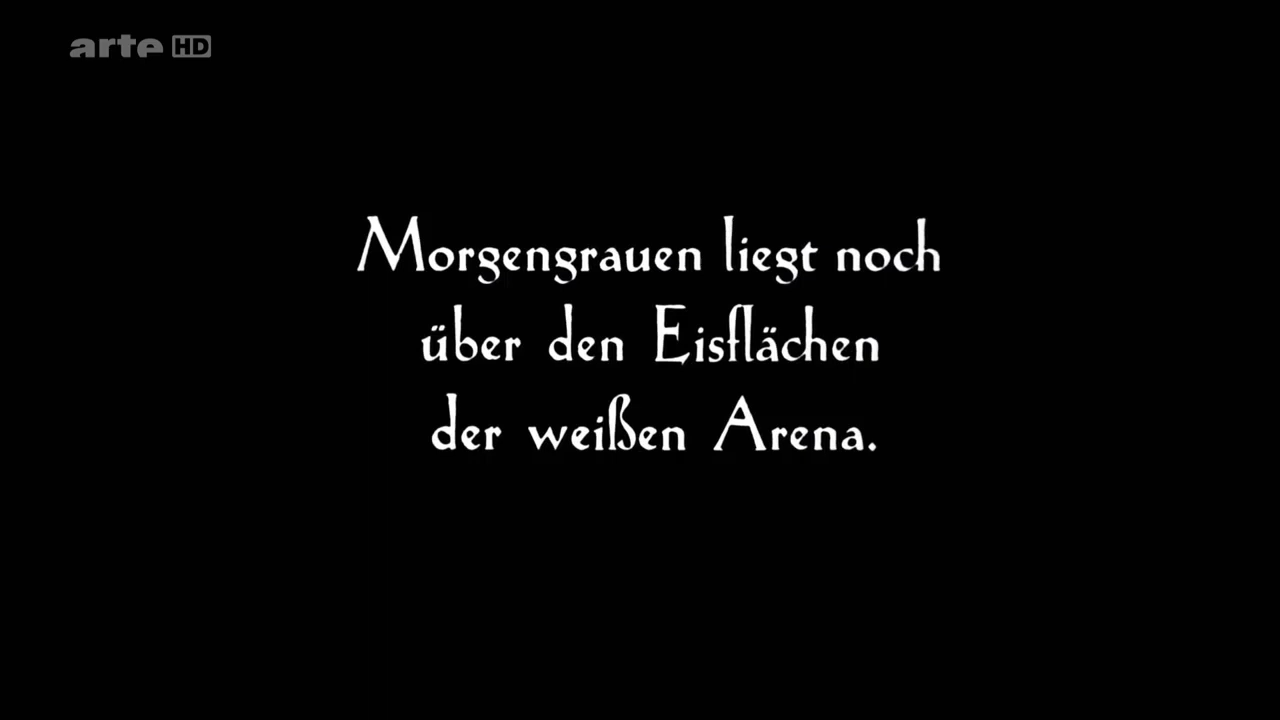 arte HD
Morgengrauen liegt noch
über den Eisflächen
der weißen Arena.